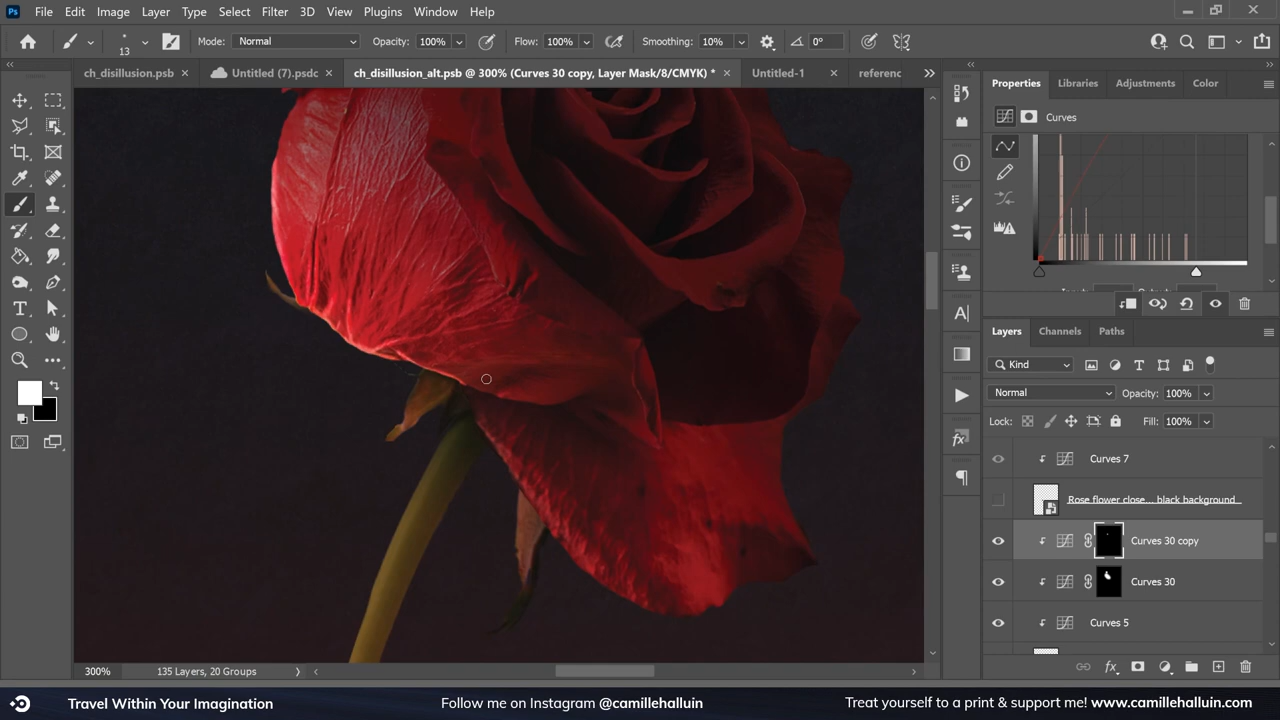 Ps File Edit Image Layer Type Select Filter 3D View Plugins Window Help
13 Mode: Normal Opacity: 100% Flow: 100% Smoothing: 10% 0°
ch_disillusion.psb × Untitled (7).psdc × ch_disillusion_alt.psb @ 300% (Curves 30 copy, Layer Mask/8/CMYK) * × Untitled-1 × referenc
Properties Libraries Adjustments Color
Curves
Layers Channels Paths
Kind
Normal Opacity: 100%
Lock: Fill: 100%
Curves 7
Rose flower close... black background
Curves 30 copy
Curves 30
Curves 5
fx
300% 135 Layers, 20 Groups
Travel Within Your Imagination
Follow me on Instagram @camillehalluin
Treat yourself to a print & support me! www.camillehalluin.com